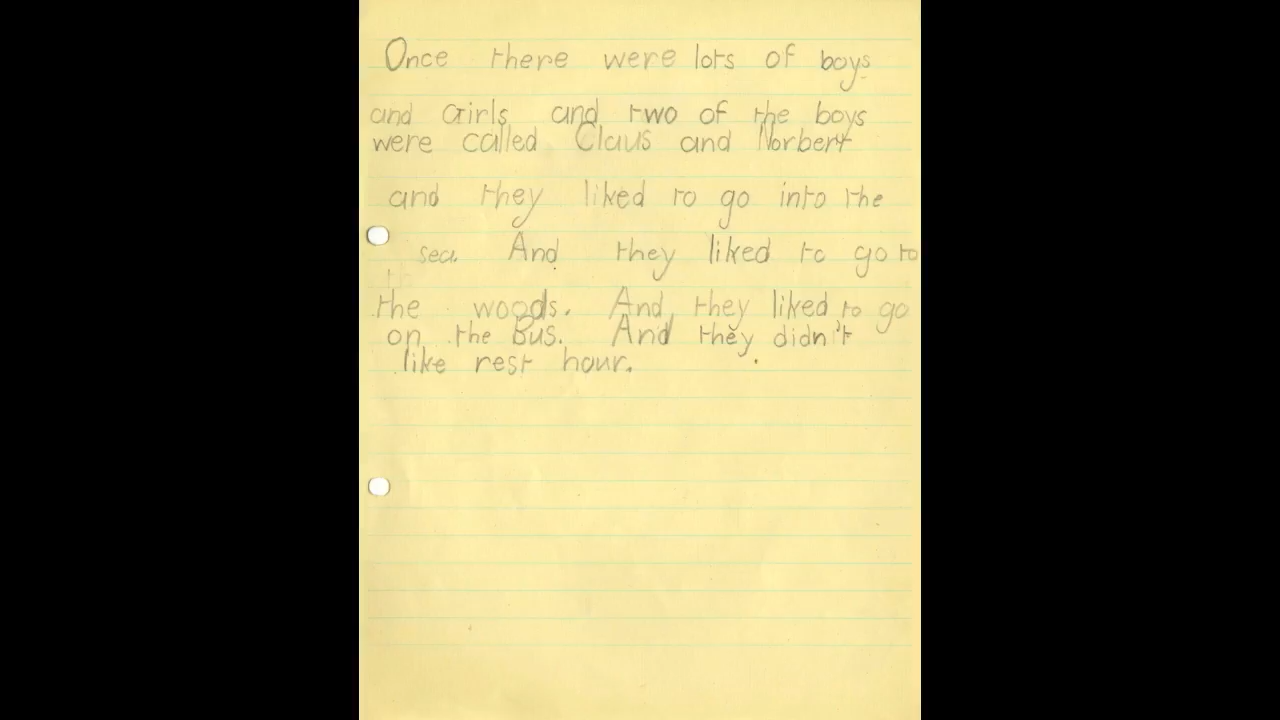 Once there were lots of boys
and Girls and two of the boys
were called Claus and Norbert
and they liked to go into the
sea. And they liked to go to
th
the woods. And they liked to go
on the Bus. And they didn't
like rest hour.